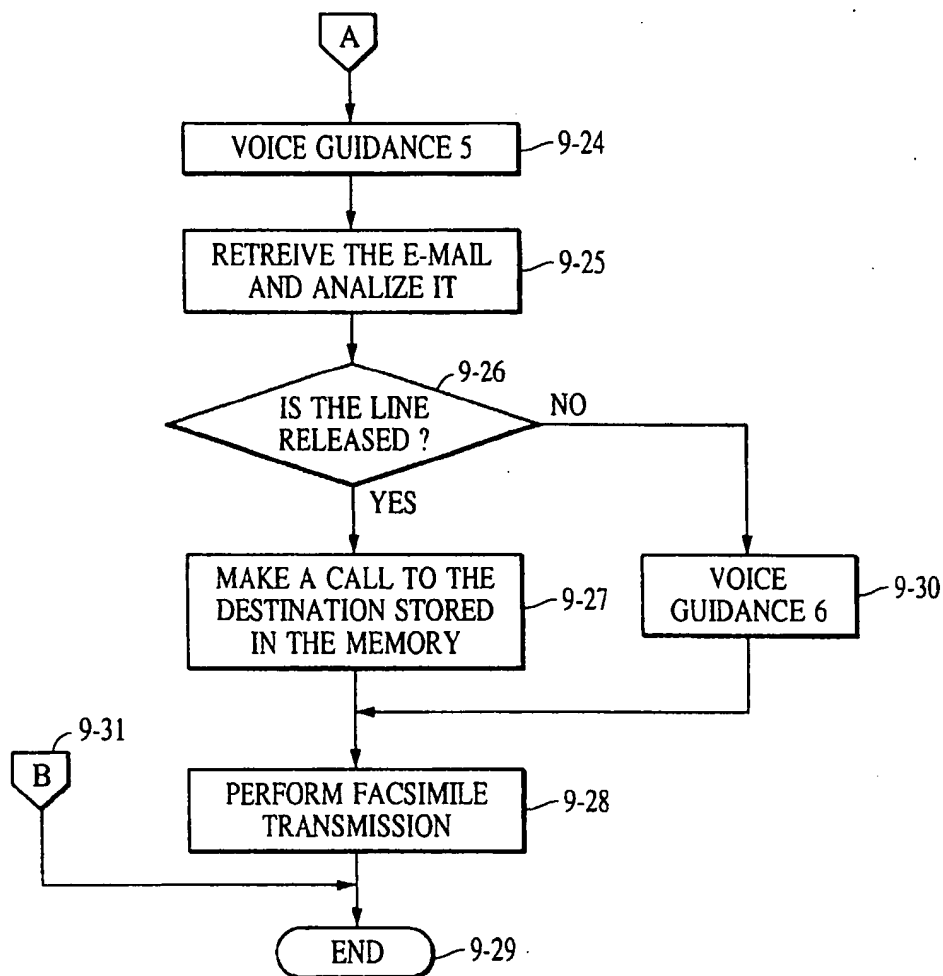 A
VOICE GUIDANCE 5
9-24
RETREIVE THE E-MAIL
AND ANALIZE IT
9-25
9-26
IS THE LINE
RELEASED ?
NO
YES
MAKE A CALL TO THE
DESTINATION STORED
IN THE MEMORY
9-27
VOICE
GUIDANCE 6
9-30
9-31
B
PERFORM FACSIMILE
TRANSMISSION
9-28
END
9-29